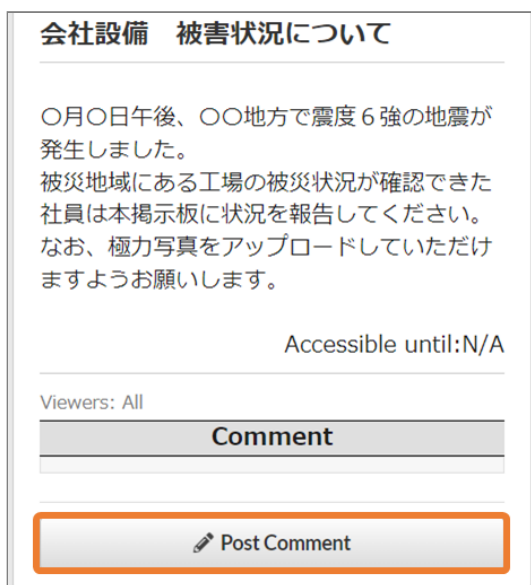 会社設備　被害状況について
〇月〇日午後、〇〇地方で震度６強の地震が
発生しました。
被災地域にある工場の被災状況が確認できた
社員は本掲示板に状況を報告してください。
なお、極力写真をアップロードしていただけ
ますようお願いします。
Accessible until:N/A
Viewers: All
Comment
Post Comment